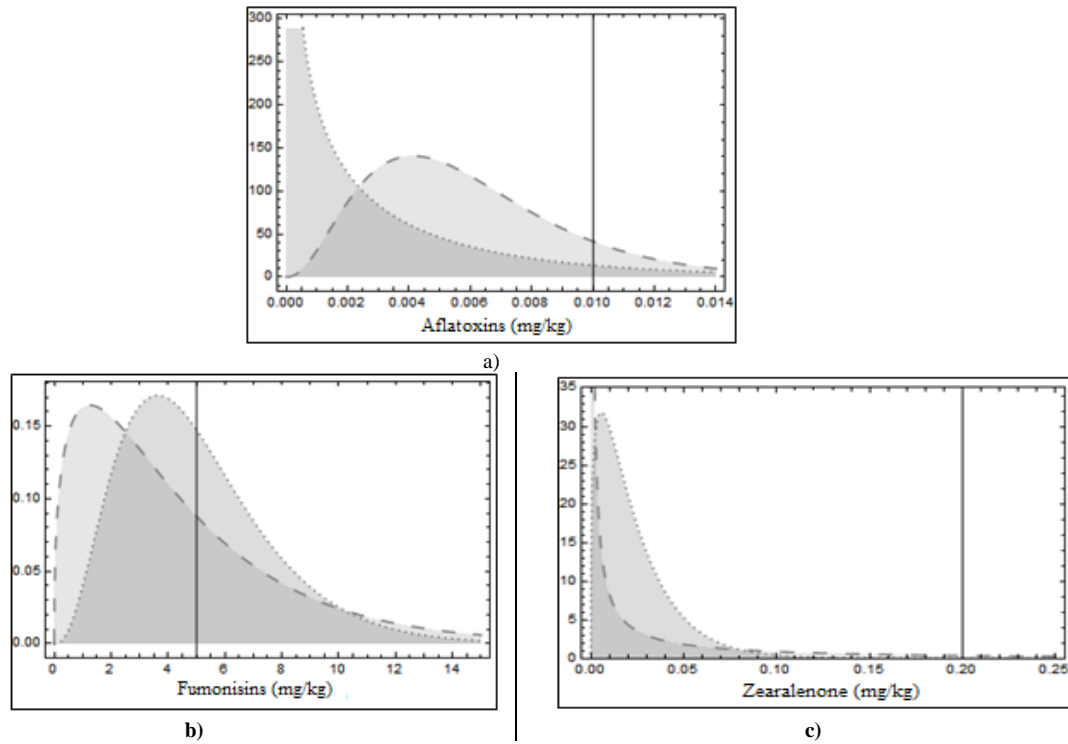 300
250
200
150
100
50
0
0.000 0.002 0.004 0.006 0.008 0.010 0.012 0.014
Aflatoxins (mg/kg)
a)
0.15
0.10
0.05
0.00
0 2 4 6 8 10 12 14
Fumonisins (mg/kg)
b)
35
30
25
20
15
10
5
0
0.00 0.05 0.10 0.15 0.20 0.25
Zearalenone (mg/kg)
c)